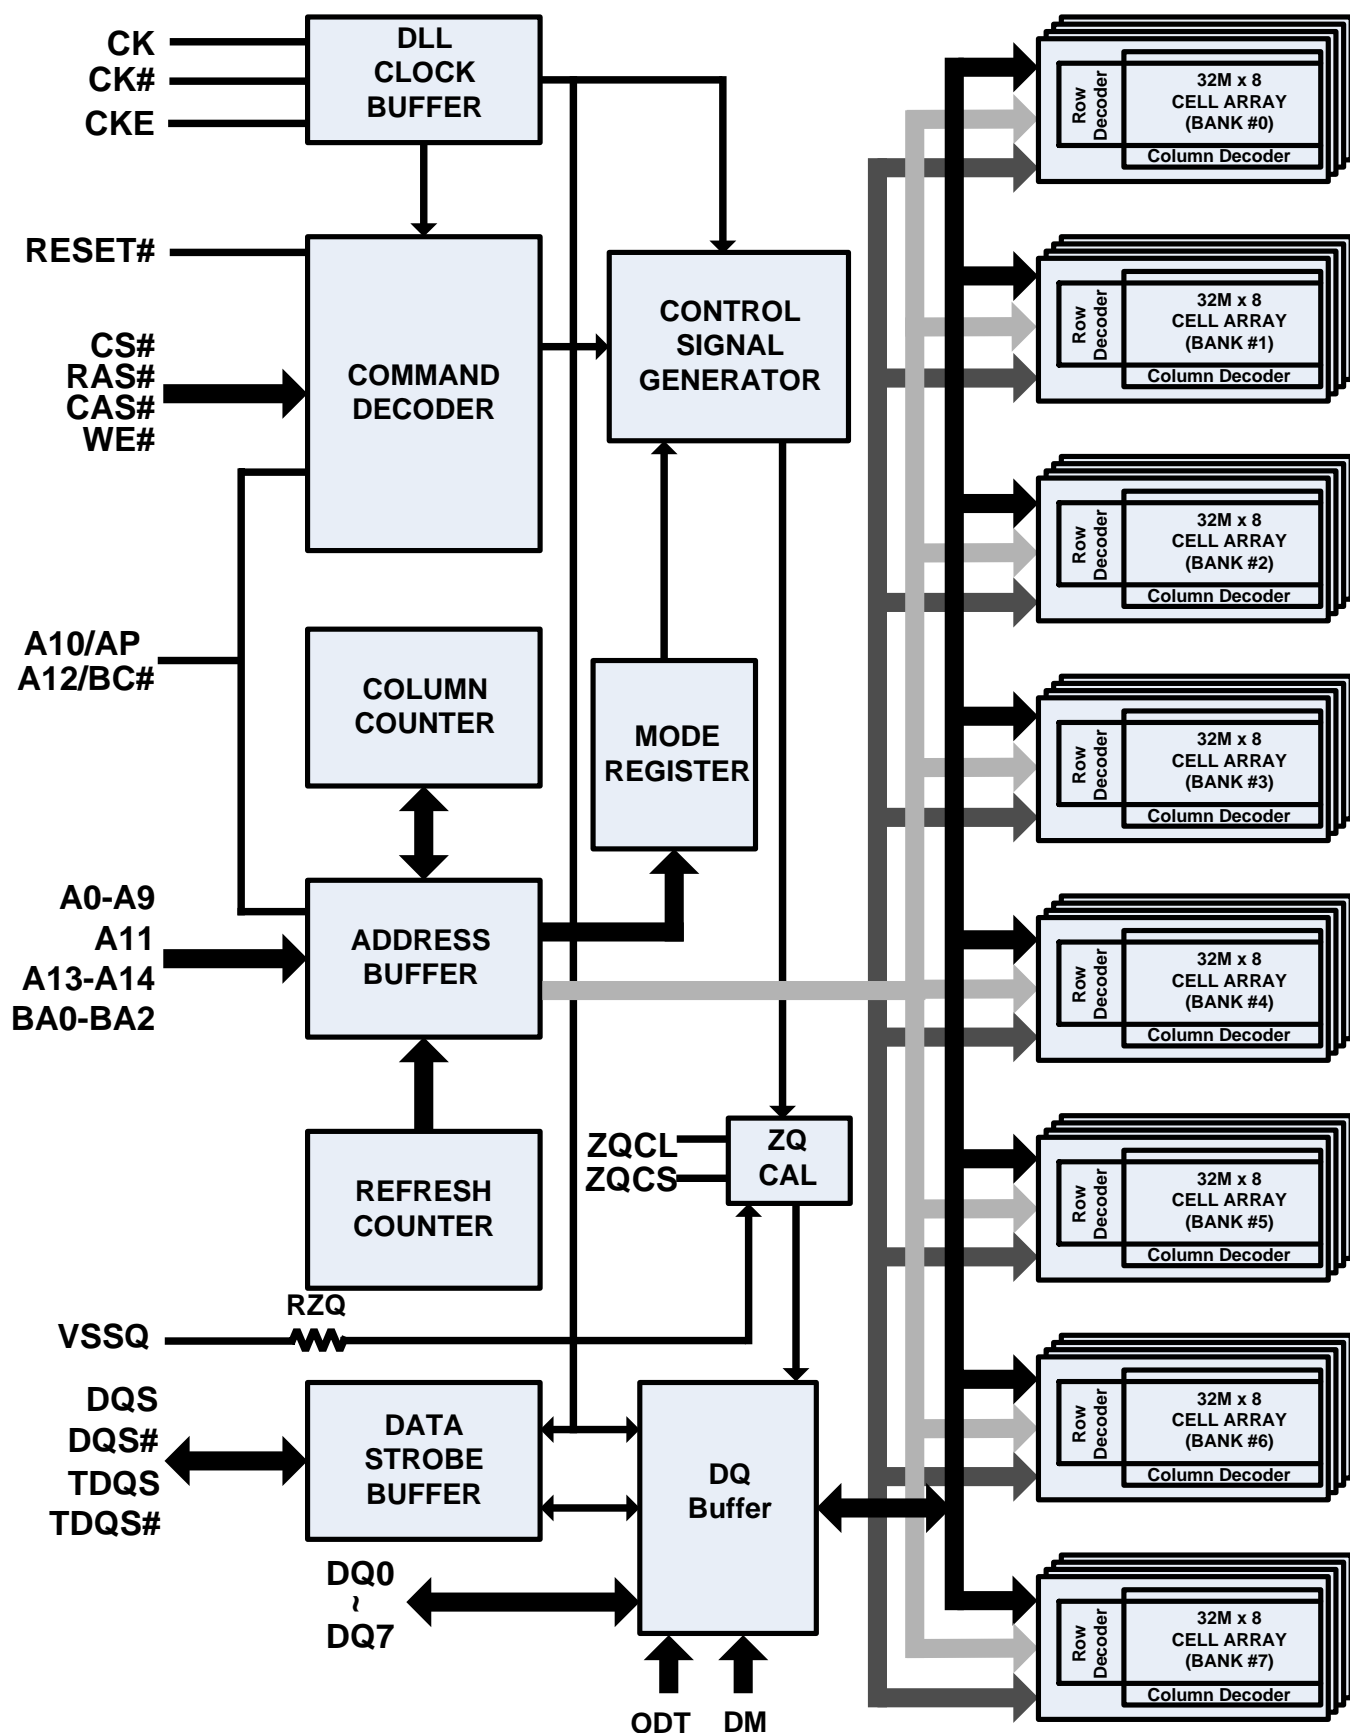 CK
CK#
CKE
DLL
CLOCK
BUFFER
RESET#
CS#
RAS#
CAS#
WE#
COMMAND
DECODER
CONTROL
SIGNAL
GENERATOR
A10/AP
A12/BC#
COLUMN
COUNTER
MODE
REGISTER
A0-A9
A11
A13-A14
BA0-BA2
ADDRESS
BUFFER
REFRESH
COUNTER
ZQCL
ZQCS
ZQ
CAL
RZQ
VSSQ
DQS
DQS#
TDQS
TDQS#
DATA
STROBE
BUFFER
DQ
Buffer
DQ0
~
DQ7
ODT
DM
Row
Decoder
32M x 8
CELL ARRAY
(BANK #0)
Column Decoder
Row
Decoder
32M x 8
CELL ARRAY
(BANK #1)
Column Decoder
Row
Decoder
32M x 8
CELL ARRAY
(BANK #2)
Column Decoder
Row
Decoder
32M x 8
CELL ARRAY
(BANK #3)
Column Decoder
Row
Decoder
32M x 8
CELL ARRAY
(BANK #4)
Column Decoder
Row
Decoder
32M x 8
CELL ARRAY
(BANK #5)
Column Decoder
Row
Decoder
32M x 8
CELL ARRAY
(BANK #6)
Column Decoder
Row
Decoder
32M x 8
CELL ARRAY
(BANK #7)
Column Decoder